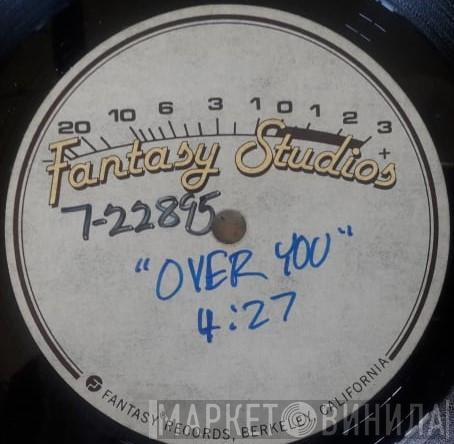 20 10 6 3 1 0 1 2 3
- +
Fantasy Studios
7-22895
"OVER YOU"
4:27
FANTASY RECORDS, BERKELEY, CALIFORNIA
МАРКЕТ ВИНИЛА